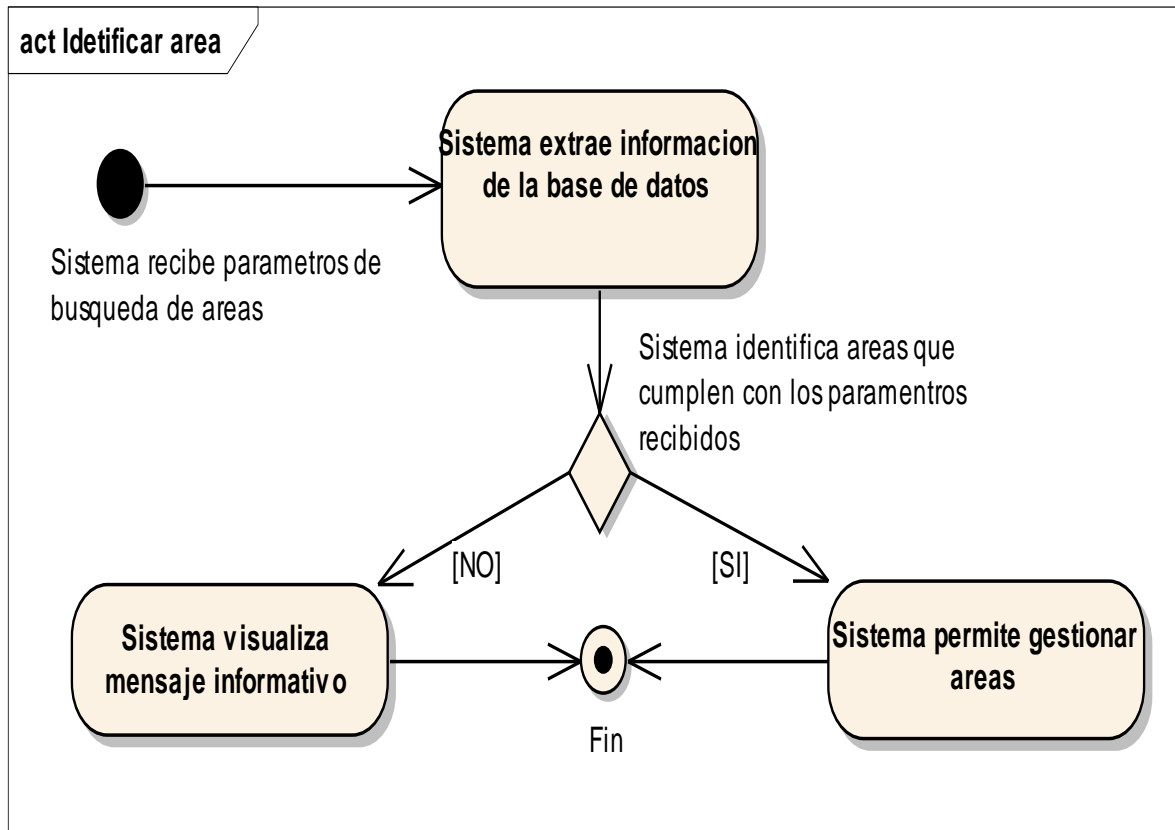 act Idetificar area
Sistema extrae informacion
de la base de datos
Sistema recibe parametros de
busqueda de areas
Sistema identifica areas que
cumplen con los paramentros
recibidos
[NO]
[SI]
Sistema visualiza
mensaje informativo
Sistema permite gestionar
areas
Fin